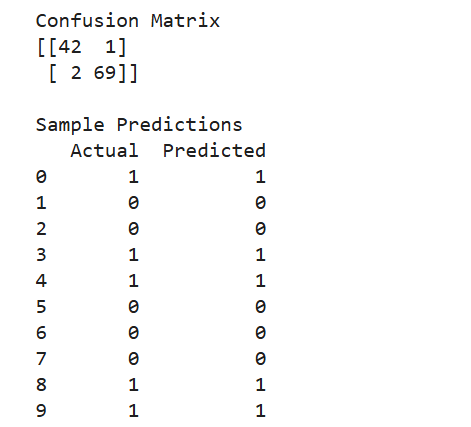 Confusion Matrix
[[42  1]
 [ 2 69]]
Sample Predictions
   Actual  Predicted
0       1          1
1       0          0
2       0          0
3       1          1
4       1          1
5       0          0
6       0          0
7       0          0
8       1          1
9       1          1